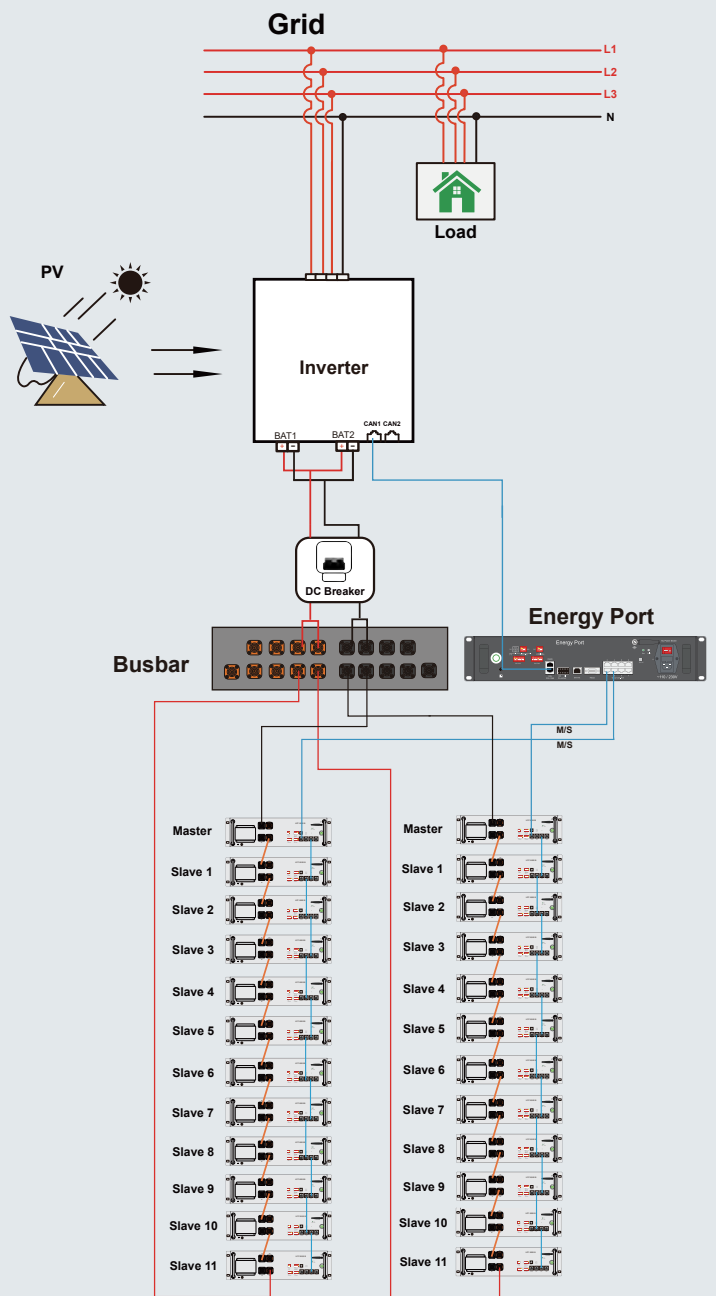 Grid
L1
L2
L3
N
Load
PV
Inverter
BAT1
BAT2
CAN1 CAN2
+ − + −
DC Breaker
Energy Port
Energy Port
Busbar
M/S
M/S
Master
Slave 1
Slave 2
Slave 3
Slave 4
Slave 5
Slave 6
Slave 7
Slave 8
Slave 9
Slave 10
Slave 11
Master
Slave 1
Slave 2
Slave 3
Slave 4
Slave 5
Slave 6
Slave 7
Slave 8
Slave 9
Slave 10
Slave 11